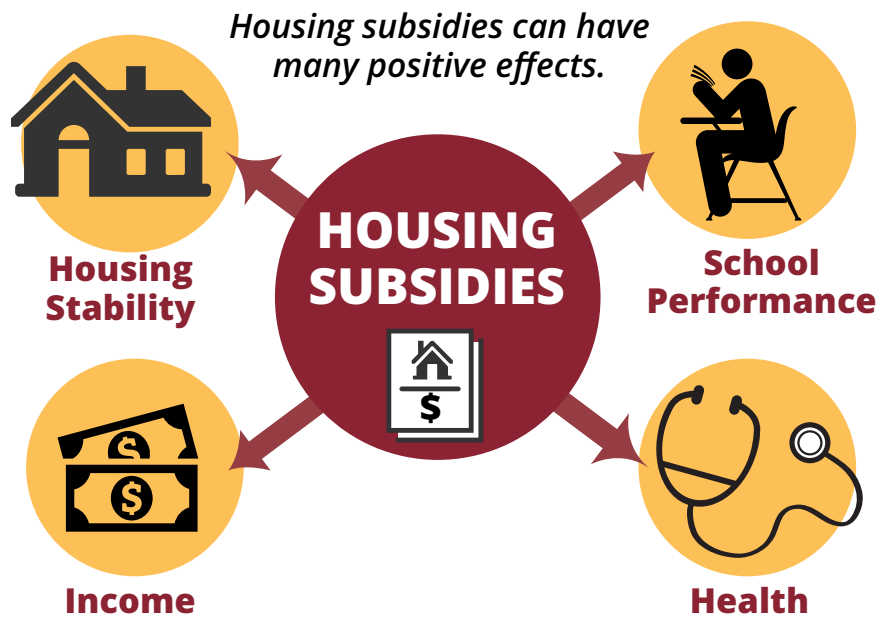 Housing subsidies can have
many positive effects.
HOUSING
SUBSIDIES
$
Housing
Stability
School
Performance
$
$
Income
Health